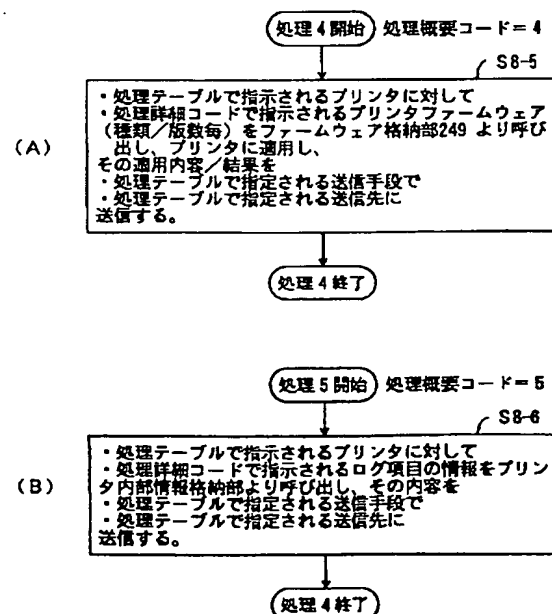 処理4開始 処理概要コード=4
S8-5
(A)
・処理テーブルで指示されるプリンタに対して
・処理詳細コードで指示されるプリンタファームウェア
(種類/版数毎)をファームウェア格納部249 より呼び
出し、プリンタに適用し、
その適用内容/結果を
・処理テーブルで指定される送信手段で
・処理テーブルで指定される送信先に
送信する。
処理4終了
処理5開始 処理概要コード=5
S8-6
(B)
・処理テーブルで指示されるプリンタに対して
・処理詳細コードで指示されるログ項目の情報をプリン
タ内部情報格納部より呼び出し、その内容を
・処理テーブルで指定される送信手段で
・処理テーブルで指定される送信先に
送信する。
処理4終了